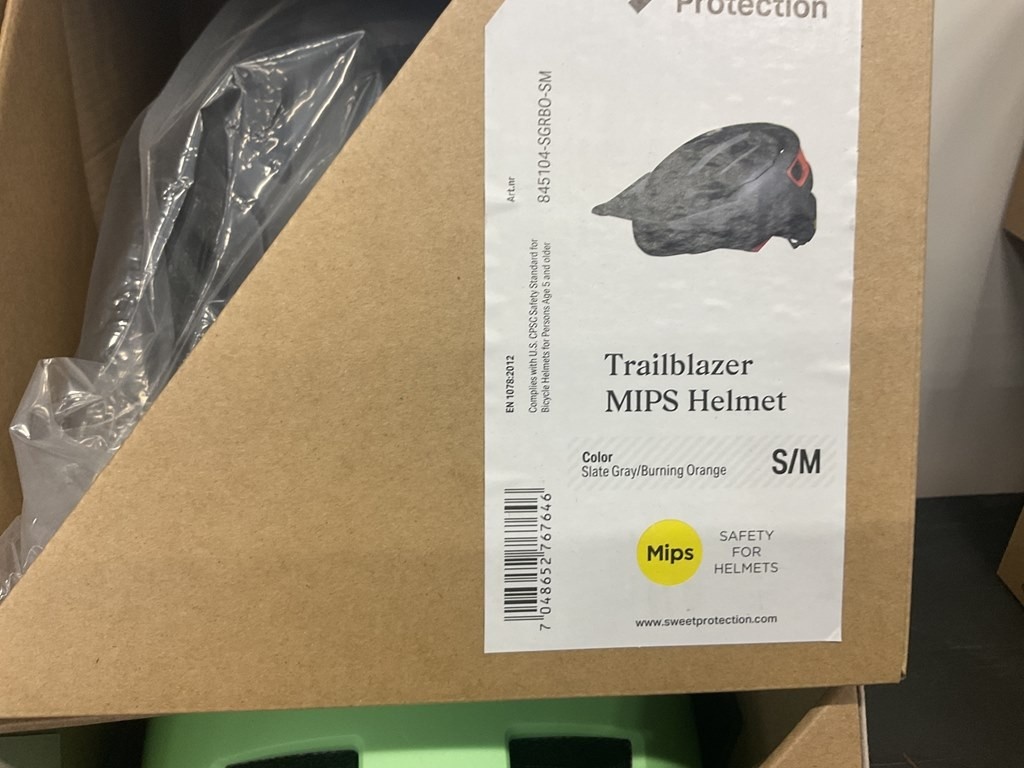 Protection
Art.nr
845104-SGRBO-SM
EN 1078:2012
Complies with U.S. CPSC Safety Standard for
Bicycle Helmets for Persons Age 5 and older
Trailblazer
MIPS Helmet
Color
Slate Gray/Burning Orange
S/M
7 048652 767646
Mips
SAFETY
FOR
HELMETS
www.sweetprotection.com